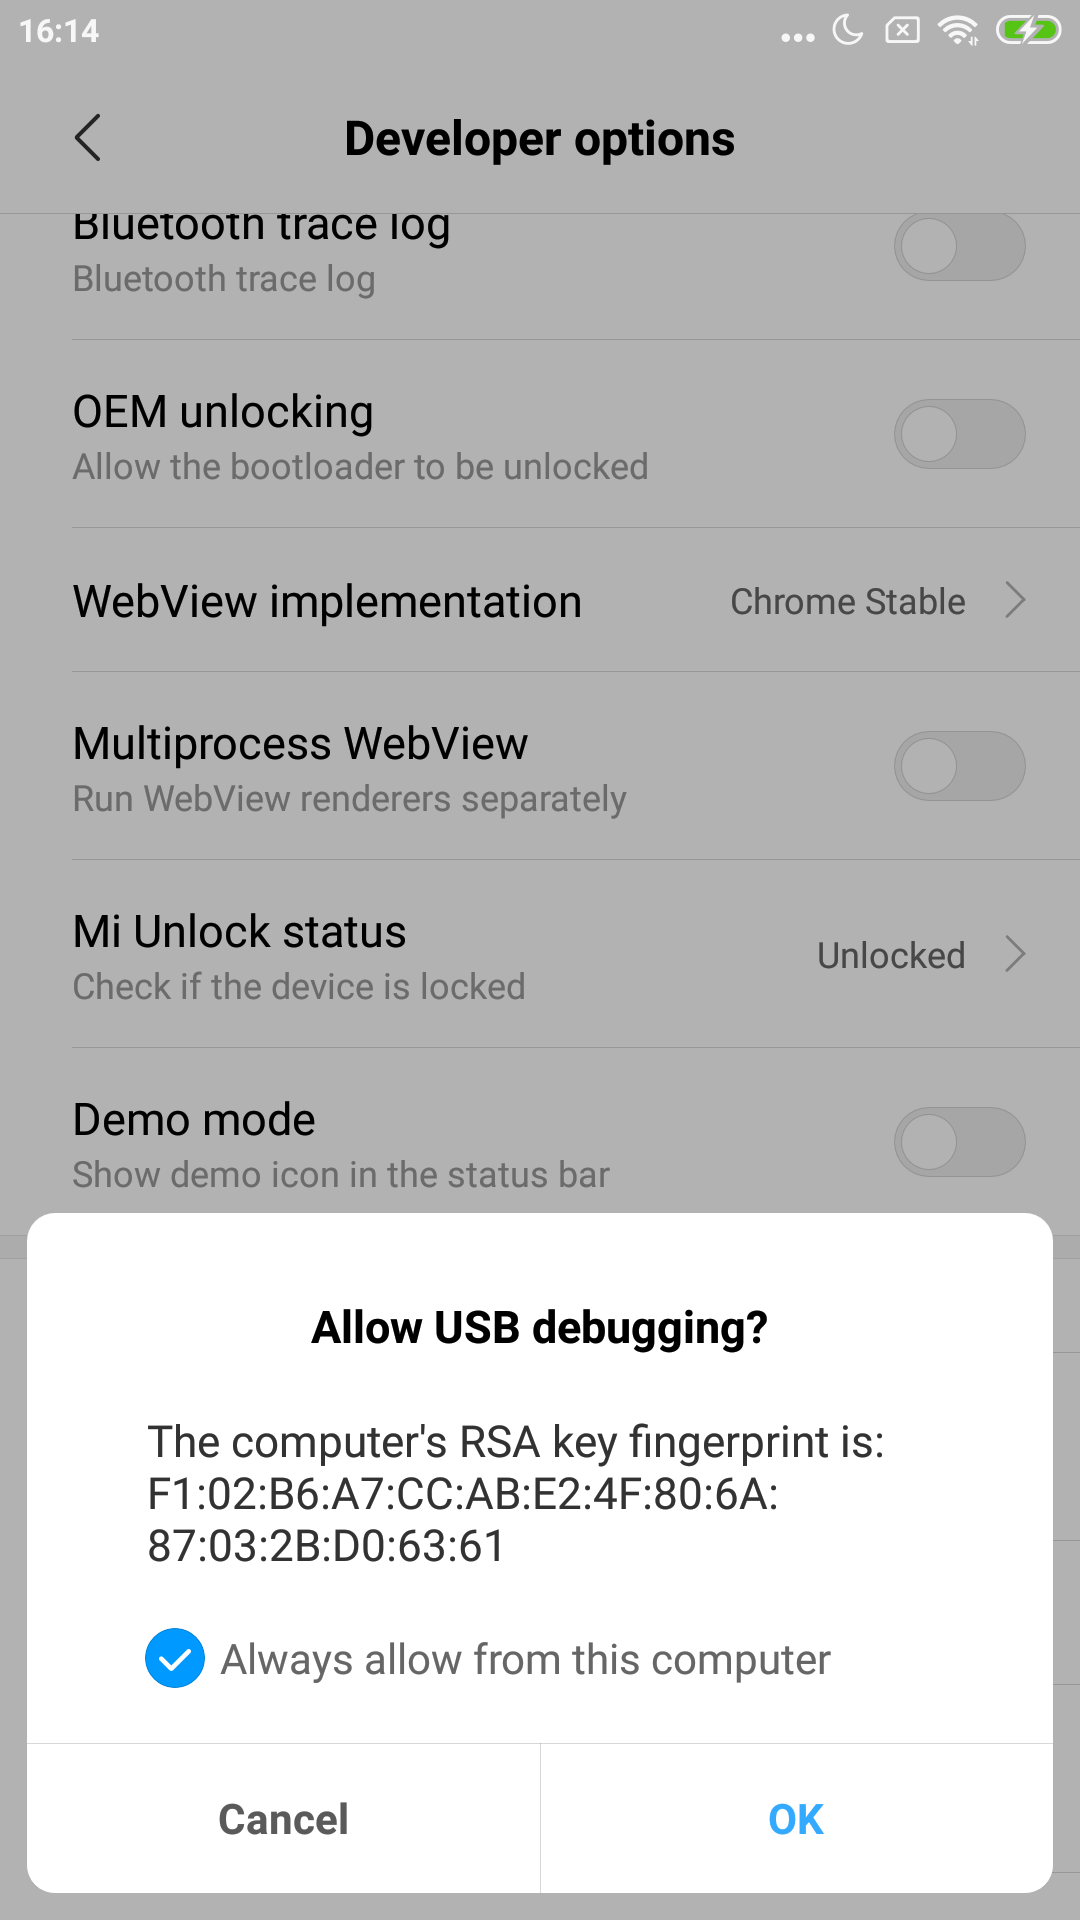 16:14
Developer options
Bluetooth trace log
Bluetooth trace log
OEM unlocking
Allow the bootloader to be unlocked
WebView implementation
Chrome Stable
Multiprocess WebView
Run WebView renderers separately
Mi Unlock status
Unlocked
Check if the device is locked
Demo mode
Show demo icon in the status bar
Allow USB debugging?
The computer's RSA key fingerprint is:
F1:02:B6:A7:CC:AB:E2:4F:80:6A:
87:03:2B:D0:63:61
Always allow from this computer
Cancel
OK